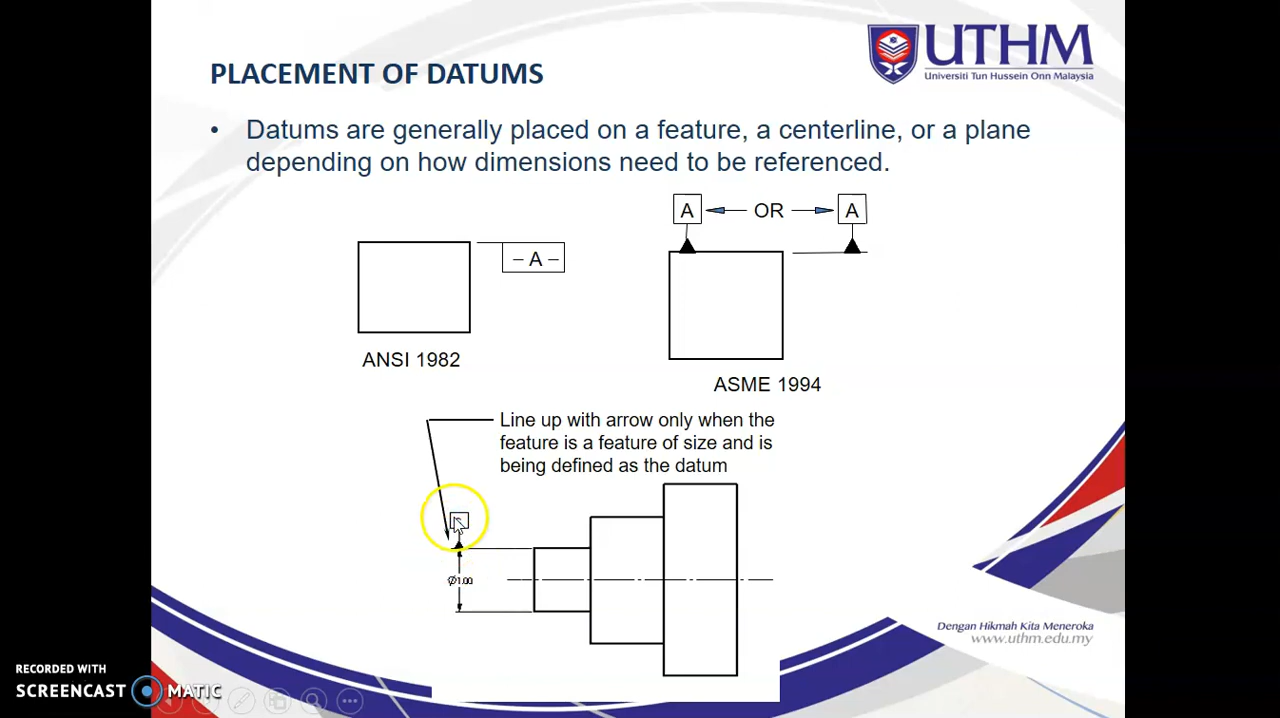 UTHM
Universiti Tun Hussein Onn Malaysia
PLACEMENT OF DATUMS
• Datums are generally placed on a feature, a centerline, or a plane
depending on how dimensions need to be referenced.
A OR A
– A –
ANSI 1982
ASME 1994
Line up with arrow only when the
feature is a feature of size and is
being defined as the datum
Ø1.00
Dengan Hikmah Kita Meneroka
www.uthm.edu.my
RECORDED WITH
SCREENCAST MATIC